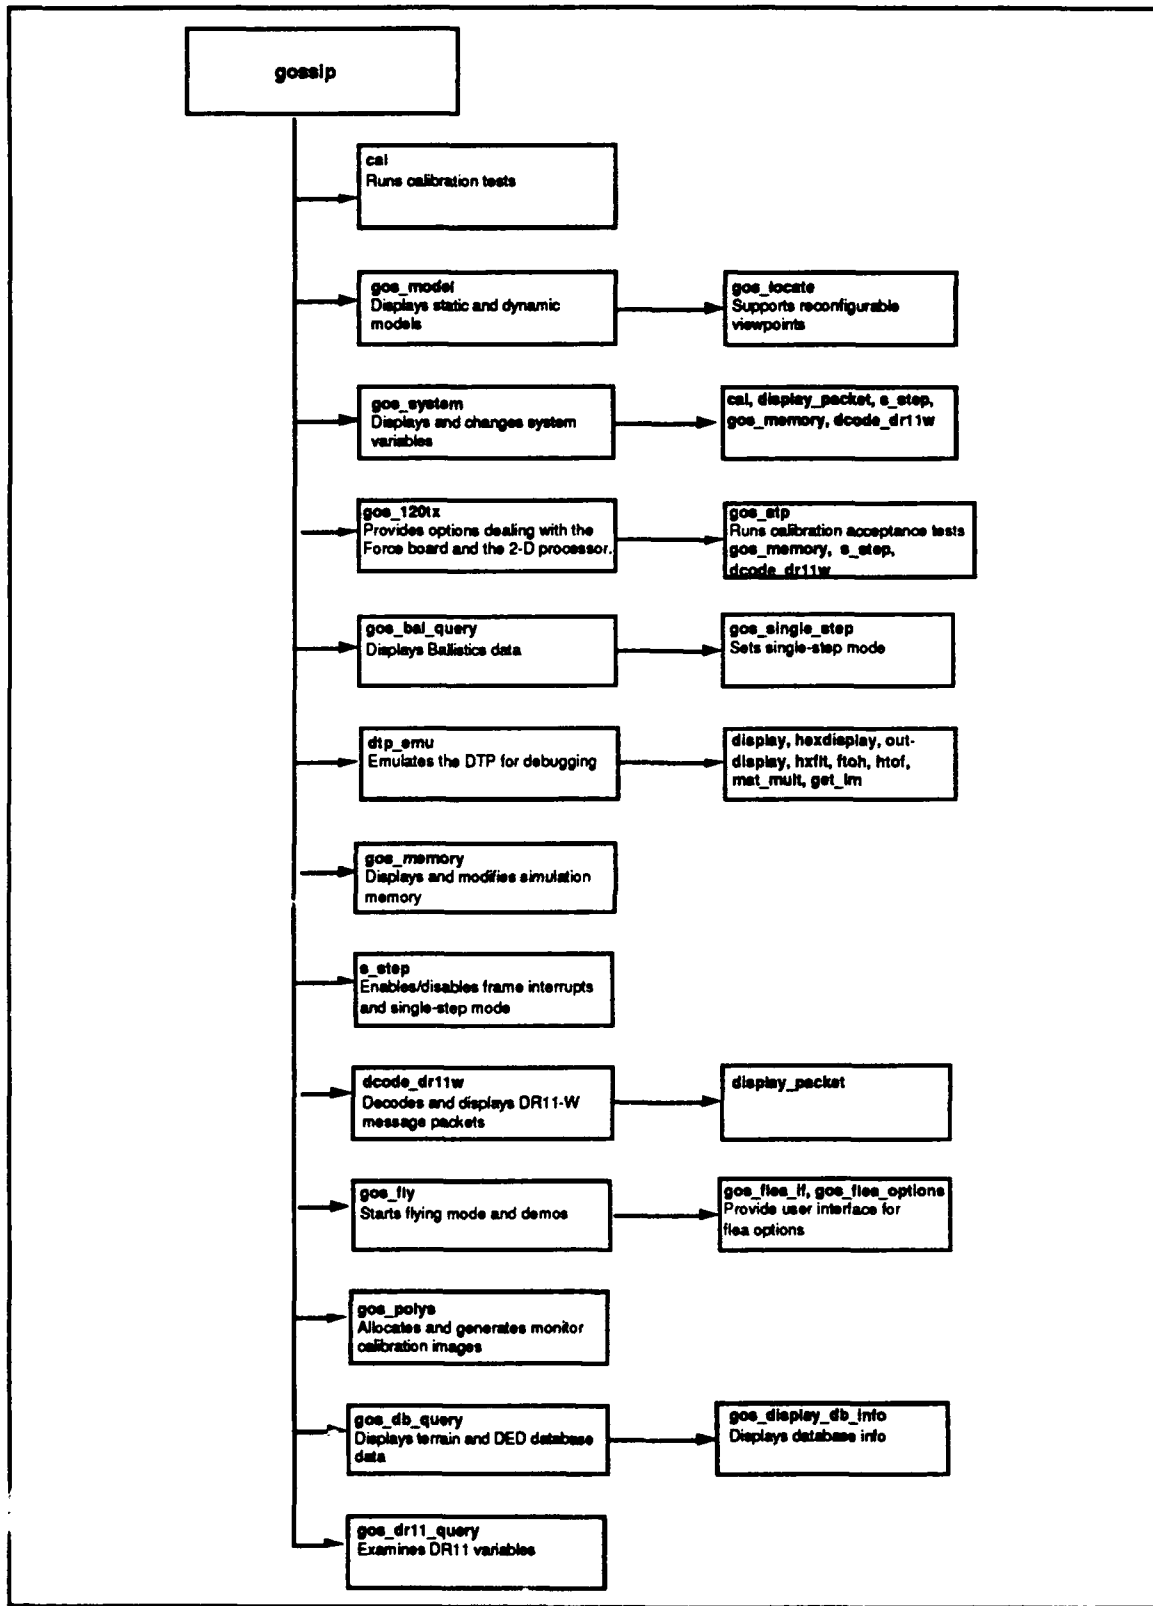 gossip
cal
Runs calibration tests
gos_model
Displays static and dynamic
models
gos_locate
Supports reconfigurable
viewpoints
gos_system
Displays and changes system
variables
cal, display_packet, s_step,
gos_memory, dcode_dr11w
gos_120tx
Provides options dealing with the
Force board and the 2-D processor.
gos_atp
Runs calibration acceptance tests
gos_memory, s_step,
dcode_dr11w
gos_bal_query
Displays Ballistics data
gos_single_step
Sets single-step mode
dtp_emu
Emulates the DTP for debugging
display, hexdisplay, out-
display, hxflt, ftoh, htof,
mat_mult, get_lm
gos_memory
Displays and modifies simulation
memory
s_step
Enables/disables frame interrupts
and single-step mode
dcode_dr11w
Decodes and displays DR11-W
message packets
display_packet
gos_fly
Starts flying mode and demos
gos_flea_if, gos_flea_options
Provide user interface for
flea options
gos_polys
Allocates and generates monitor
calibration images
gos_db_query
Displays terrain and DED database
data
gos_display_db_info
Displays database info
gos_dr11_query
Examines DR11 variables